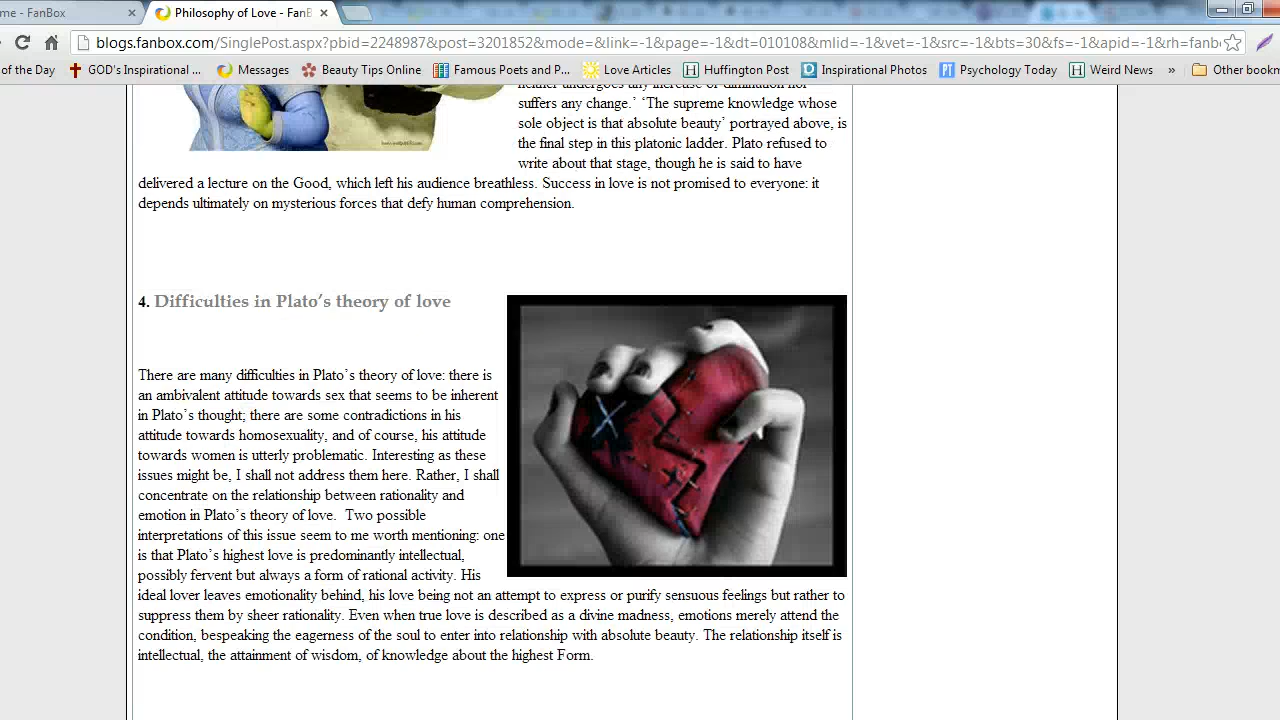 me - FanBox
Philosophy of Love - FanB
blogs.fanbox.com/SinglePost.aspx?pbid=2248987&post=3201852&mode=&link=-1&page=-1&dt=010108&mlid=-1&vet=-1&src=-1&bts=30&fs=-1&apid=-1&rh=fanb
of the Day GOD's Inspirational ... Messages Beauty Tips Online Famous Poets and P... Love Articles Huffington Post Inspirational Photo Psychology Today Weird News » Other bookm
neither undergoes any increase or diminution nor
suffers any change.’ ‘The supreme knowledge whose
sole object is that absolute beauty’ portrayed above, is
the final step in this platonic ladder. Plato refused to
write about that stage, though he is said to have
delivered a lecture on the Good, which left his audience breathless. Success in love is not promised to everyone: it
depends ultimately on mysterious forces that defy human comprehension.
4. Difficulties in Plato’s theory of love
There are many difficulties in Plato’s theory of love: there is
an ambivalent attitude towards sex that seems to be inherent
in Plato’s thought; there are some contradictions in his
attitude towards homosexuality, and of course, his attitude
towards women is utterly problematic. Interesting as these
issues might be, I shall not address them here. Rather, I shall
concentrate on the relationship between rationality and
emotion in Plato’s theory of love.  Two possible
interpretations of this issue seem to me worth mentioning: one
is that Plato’s highest love is predominantly intellectual,
possibly fervent but always a form of rational activity. His
ideal lover leaves emotionality behind, his love being not an attempt to express or purify sensuous feelings but rather to
suppress them by sheer rationality. Even when true love is described as a divine madness, emotions merely attend the
condition, bespeaking the eagerness of the soul to enter into relationship with absolute beauty. The relationship itself is
intellectual, the attainment of wisdom, of knowledge about the highest Form.